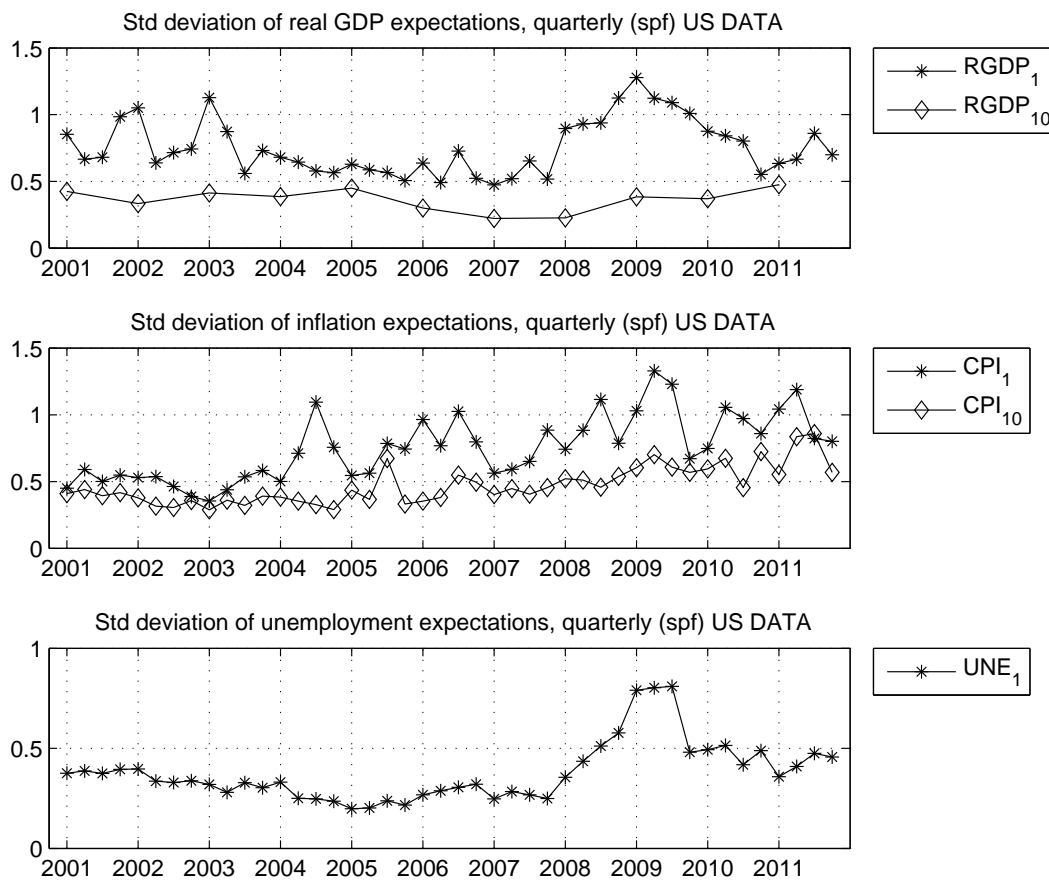 Std deviation of real GDP expectations, quarterly (spf) US DATA
1.5
1
0.5
0
2001 2002 2003 2004 2005 2006 2007 2008 2009 2010 2011
RGDP₁
RGDP₁₀
Std deviation of inflation expectations, quarterly (spf) US DATA
1.5
1
0.5
0
2001 2002 2003 2004 2005 2006 2007 2008 2009 2010 2011
CPI₁
CPI₁₀
Std deviation of unemployment expectations, quarterly (spf) US DATA
1
0.5
0
2001 2002 2003 2004 2005 2006 2007 2008 2009 2010 2011
UNE₁